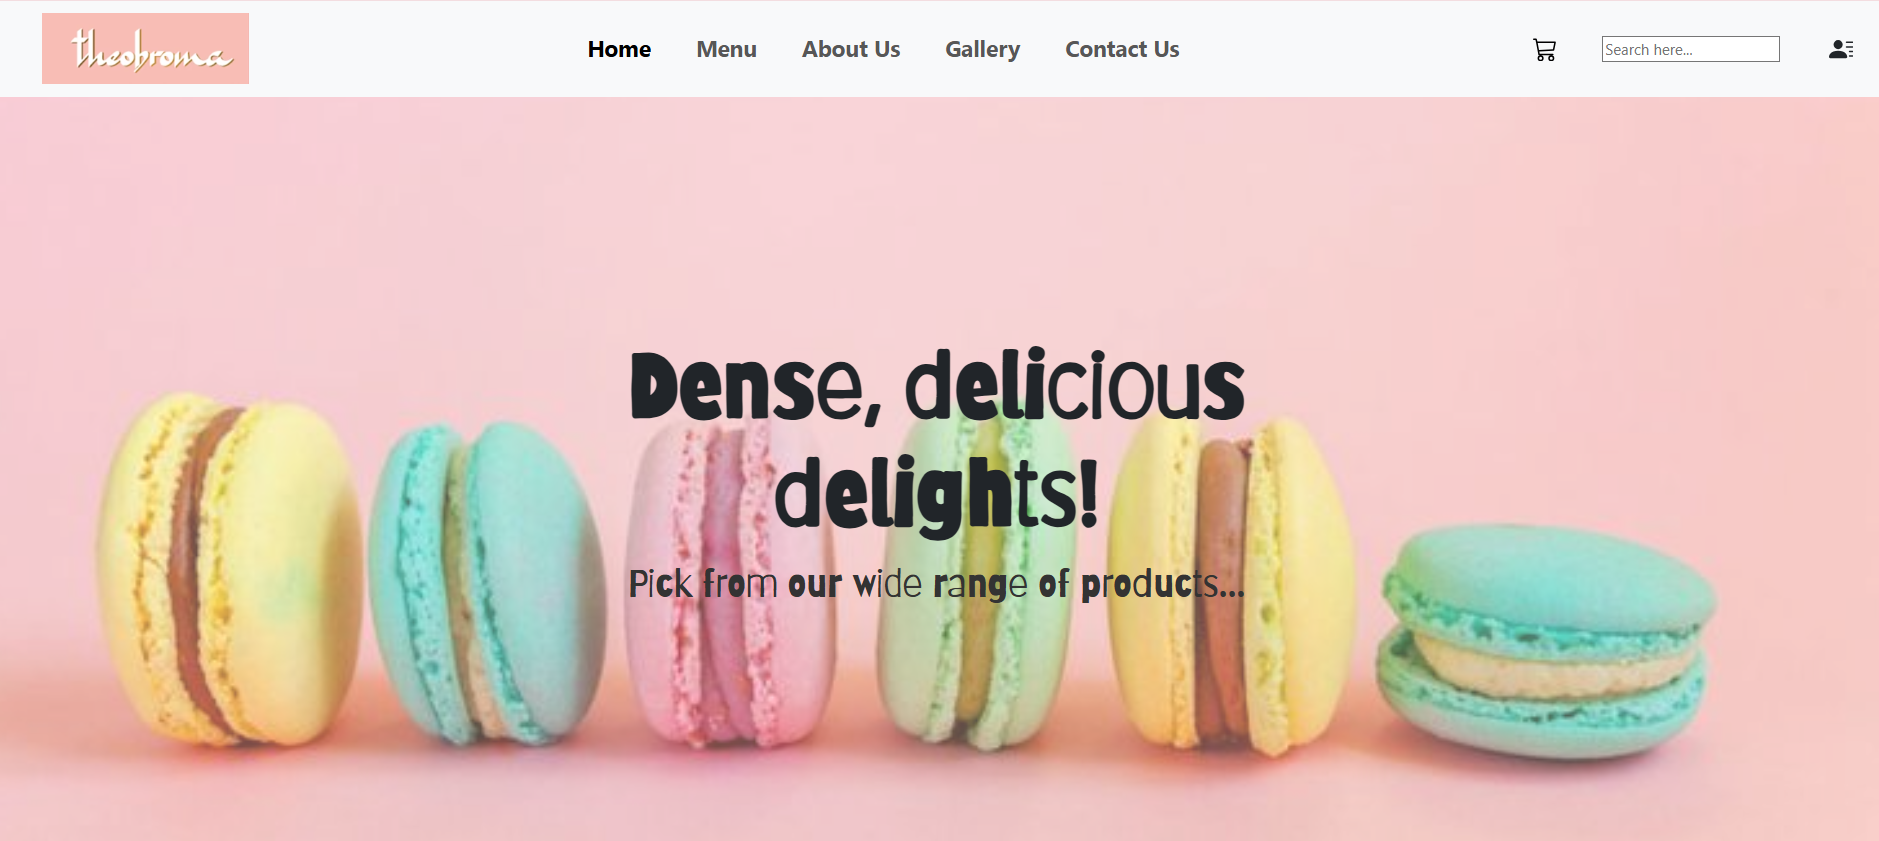 theobroma
Home Menu About Us Gallery Contact Us
Search here...
Dense, delicious
delights!
Pick from our wide range of products...